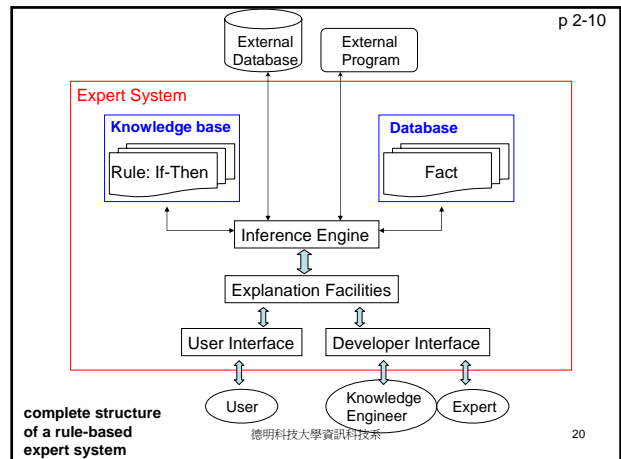 p 2-10
External
Database
External
Program
Expert System
Knowledge base
Rule: If-Then
Database
Fact
Inference Engine
Explanation Facilities
User Interface
Developer Interface
User
Knowledge
Engineer
Expert
complete structure
of a rule-based
expert system
德明科技大學資訊科技系
20